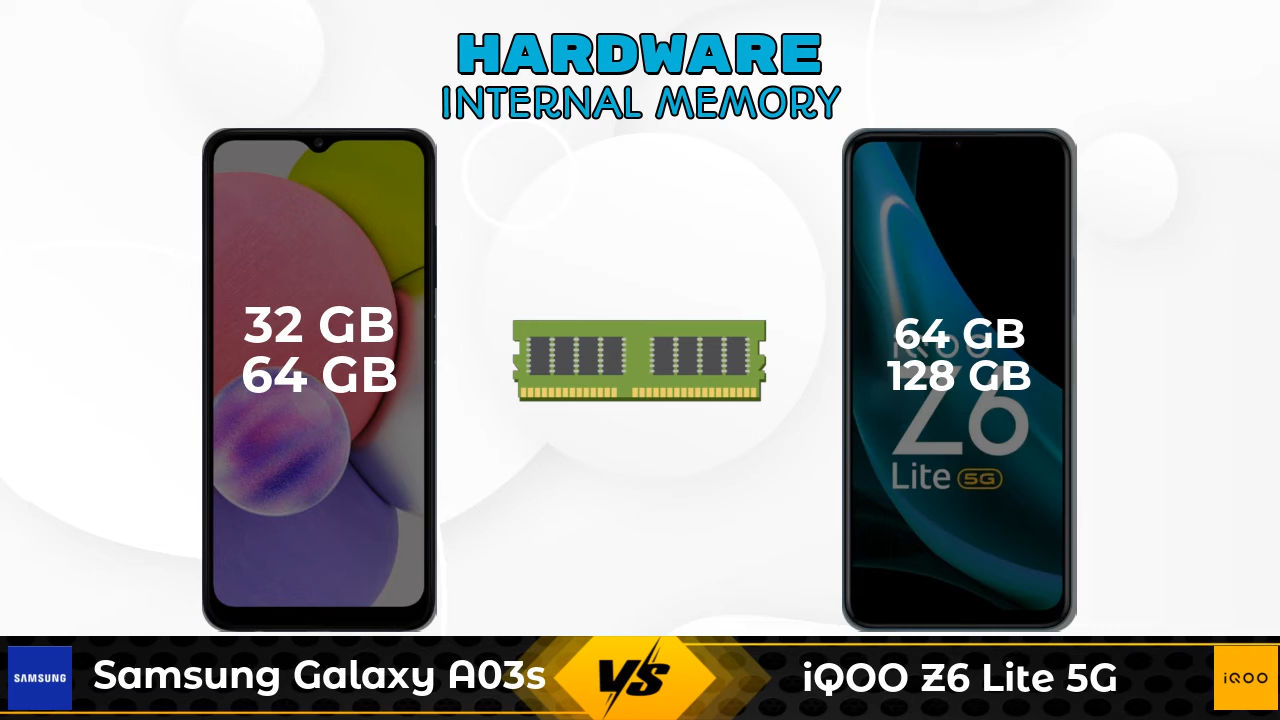 HARDWARE
INTERNAL MEMORY
32 GB
64 GB
64 GB
128 GB
iQOO
Z6
Lite 5G
SAMSUNG
Samsung Galaxy A03s
VS
iQOO Z6 Lite 5G
iQOO